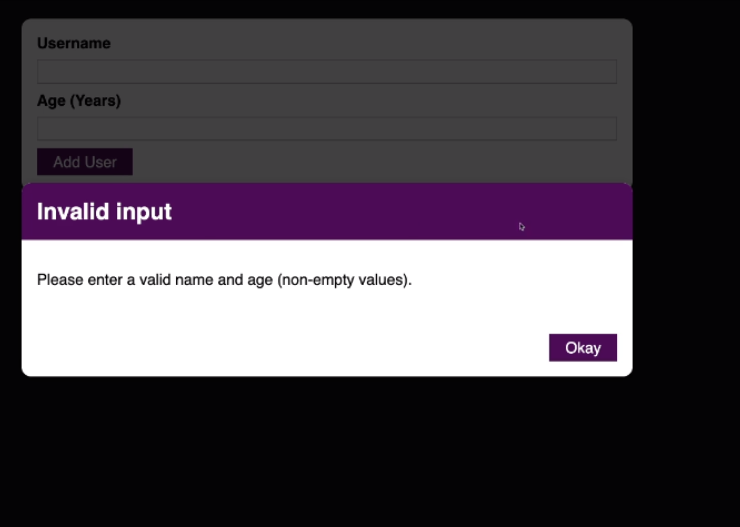 Username
Age (Years)
Add User
Invalid input
Please enter a valid name and age (non-empty values).
Okay